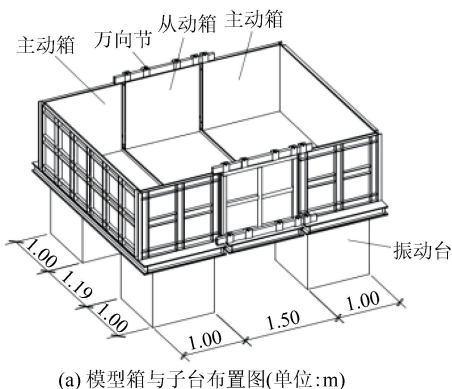 主动箱
万向节
从动箱
主动箱
振动台
1.00
1.19
1.00
1.00
1.50
1.00
(a) 模型箱与子台布置图(单位:m)